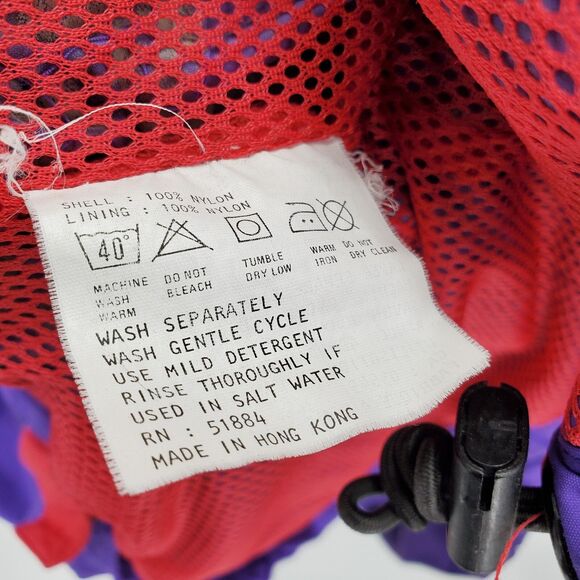 SHELL : 100% NYLON
LINING : 100% NYLON
40°
MACHINE WASH WARM
DO NOT BLEACH
TUMBLE DRY LOW
WARM IRON
DO NOT DRY CLEAN
WASH SEPARATELY
WASH GENTLE CYCLE
USE MILD DETERGENT
RINSE THOROUGHLY IF
USED IN SALT WATER
RN : 51884
MADE IN HONG KONG